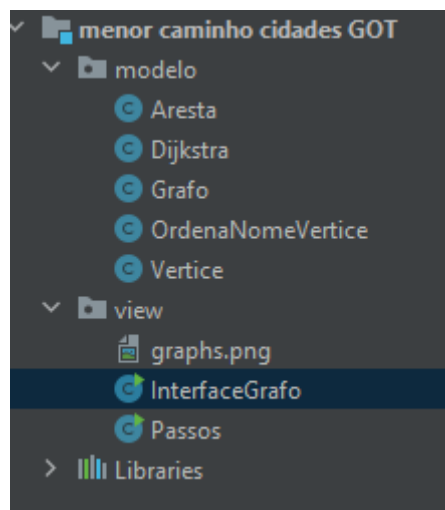 menor caminho cidades GOT
modelo
Aresta
Dijkstra
Grafo
OrdenaNomeVertice
Vertice
view
graphs.png
InterfaceGrafo
Passos
Libraries